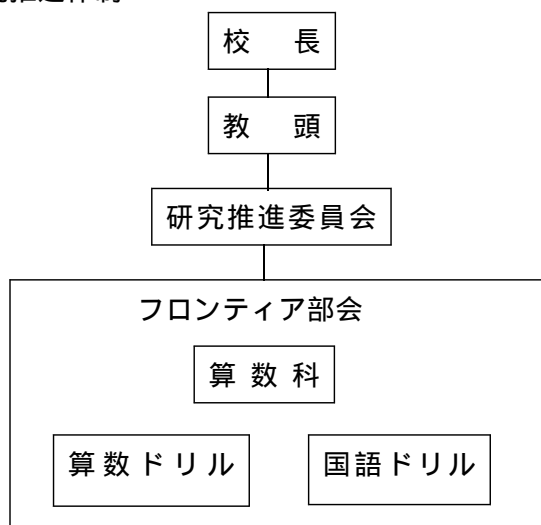 校　長
教　頭
研究推進委員会
フロンティア部会
算 数 科
算数ドリル
国語ドリル